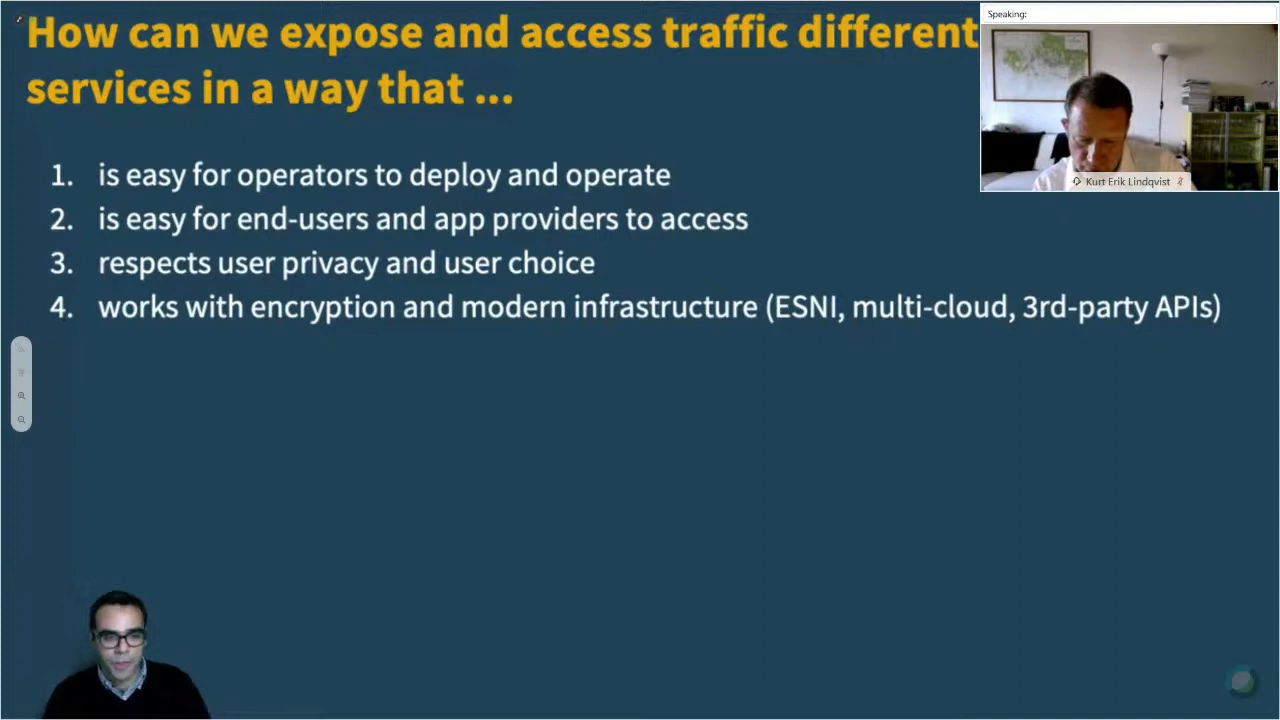 How can we expose and access traffic different
services in a way that ...
1. is easy for operators to deploy and operate
2. is easy for end-users and app providers to access
3. respects user privacy and user choice
4. works with encryption and modern infrastructure (ESNI, multi-cloud, 3rd-party APIs)
Speaking:
Kurt Erik Lindqvist